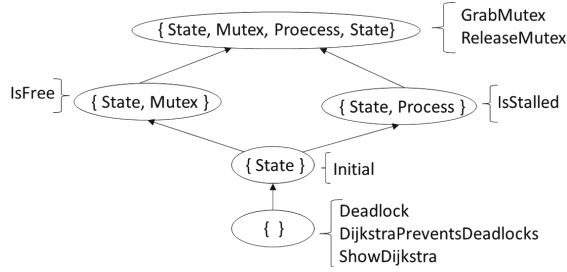 { State, Mutex, Proecess, State}
GrabMutex
ReleaseMutex
IsFree
{ State, Mutex }
{ State, Process }
IsStalled
{ State }
Initial
{ }
Deadlock
DijkstraPreventsDeadlocks
ShowDijkstra